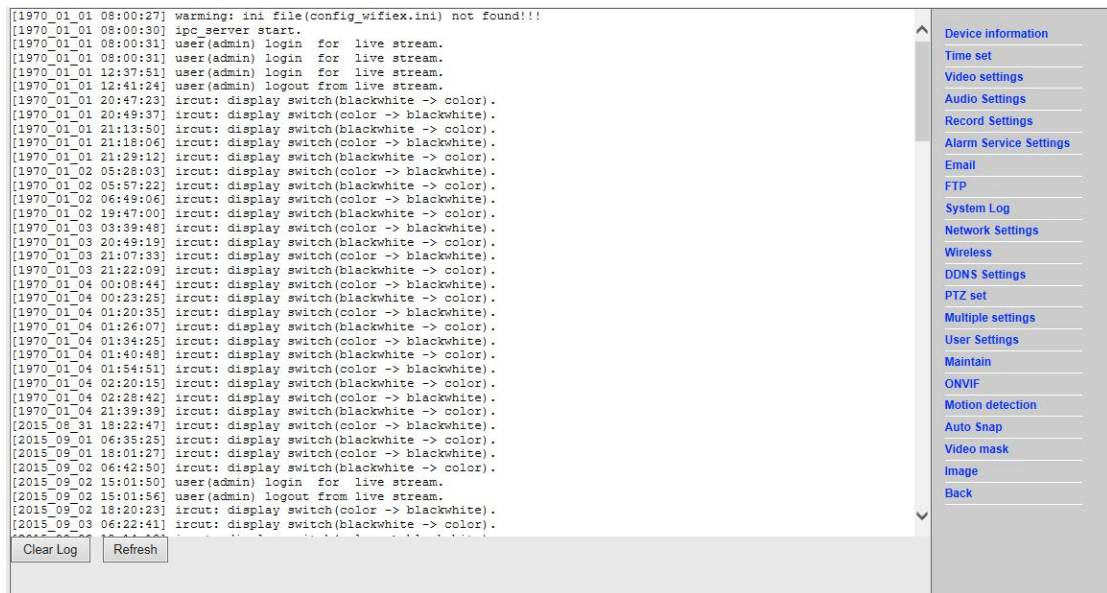 [1970_01_01 08:00:27] warming: ini file(config_wifiex.ini) not found!!!
[1970_01_01 08:00:30] ipc_server start.
[1970_01_01 08:00:31] user(admin) login for live stream.
[1970_01_01 08:00:31] user(admin) login for live stream.
[1970_01_01 12:37:51] user(admin) login for live stream.
[1970_01_01 12:41:24] user(admin) logout from live stream.
[1970_01_01 20:47:23] ircut: display switch(blackwhite -> color).
[1970_01_01 20:49:37] ircut: display switch(color -> blackwhite).
[1970_01_01 21:13:50] ircut: display switch(blackwhite -> color).
[1970_01_01 21:18:06] ircut: display switch(color -> blackwhite).
[1970_01_01 21:29:12] ircut: display switch(blackwhite -> color).
[1970_01_02 05:28:03] ircut: display switch(color -> blackwhite).
[1970_01_02 05:57:22] ircut: display switch(blackwhite -> color).
[1970_01_02 06:49:06] ircut: display switch(color -> blackwhite).
[1970_01_02 19:47:00] ircut: display switch(blackwhite -> color).
[1970_01_03 03:39:48] ircut: display switch(color -> blackwhite).
[1970_01_03 20:49:19] ircut: display switch(blackwhite -> color).
[1970_01_03 21:07:33] ircut: display switch(color -> blackwhite).
[1970_01_03 21:22:09] ircut: display switch(blackwhite -> color).
[1970_01_04 00:08:44] ircut: display switch(color -> blackwhite).
[1970_01_04 00:23:25] ircut: display switch(blackwhite -> color).
[1970_01_04 01:20:35] ircut: display switch(color -> blackwhite).
[1970_01_04 01:26:07] ircut: display switch(blackwhite -> color).
[1970_01_04 01:34:25] ircut: display switch(color -> blackwhite).
[1970_01_04 01:40:48] ircut: display switch(blackwhite -> color).
[1970_01_04 01:54:51] ircut: display switch(color -> blackwhite).
[1970_01_04 02:20:15] ircut: display switch(blackwhite -> color).
[1970_01_04 02:28:42] ircut: display switch(color -> blackwhite).
[1970_01_04 21:39:39] ircut: display switch(blackwhite -> color).
[2015_08_31 18:22:47] ircut: display switch(color -> blackwhite).
[2015_09_01 06:35:25] ircut: display switch(blackwhite -> color).
[2015_09_01 18:01:27] ircut: display switch(color -> blackwhite).
[2015_09_02 06:42:50] ircut: display switch(blackwhite -> color).
[2015_09_02 15:01:50] user(admin) login for live stream.
[2015_09_02 15:01:56] user(admin) logout from live stream.
[2015_09_02 18:20:23] ircut: display switch(color -> blackwhite).
[2015_09_03 06:22:41] ircut: display switch(blackwhite -> color).
Clear Log
Refresh
Device information
Time set
Video settings
Audio Settings
Record Settings
Alarm Service Settings
Email
FTP
System Log
Network Settings
Wireless
DDNS Settings
PTZ set
Multiple settings
User Settings
Maintain
ONVIF
Motion detection
Auto Snap
Video mask
Image
Back